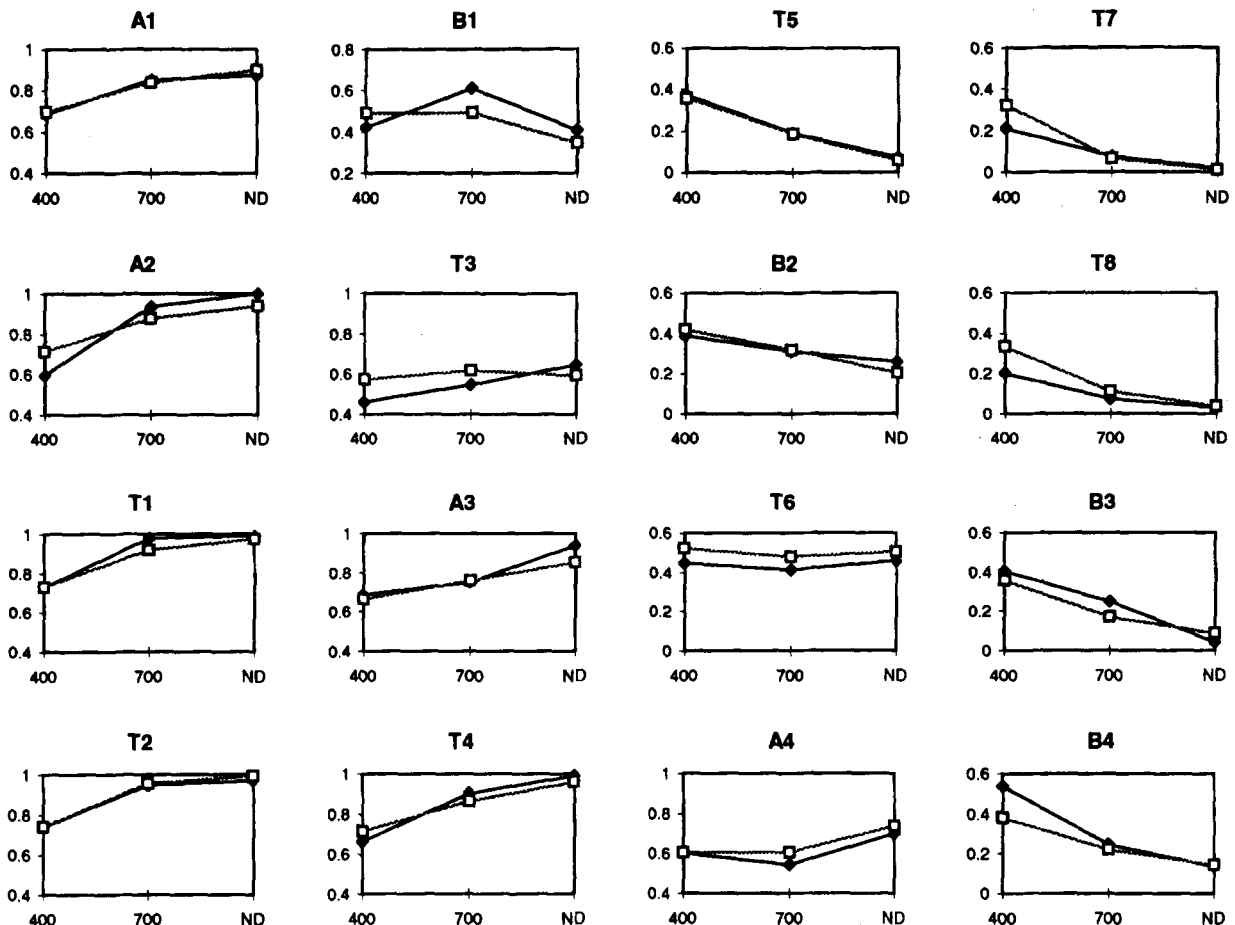 A1 B1 T5 T7
1 0.8 0.6 0.6
0.8 0.6 0.4 0.4
0.6 0.4 0.2 0.2
0.4 0.2 0 0
400 700 ND 400 700 ND 400 700 ND 400 700 ND
A2 T3 B2 T8
1 1 0.6 0.6
0.8 0.8 0.4 0.4
0.6 0.6 0.2 0.2
0.4 0.4 0 0
400 700 ND 400 700 ND 400 700 ND 400 700 ND
T1 A3 T6 B3
1 1 0.6 0.6
0.8 0.8 0.4 0.4
0.6 0.6 0.2 0.2
0.4 0.4 0 0
400 700 ND 400 700 ND 400 700 ND 400 700 ND
T2 T4 A4 B4
1 1 1 0.6
0.8 0.8 0.8 0.4
0.6 0.6 0.6 0.2
0.4 0.4 0.4 0
400 700 ND 400 700 ND 400 700 ND 400 700 ND